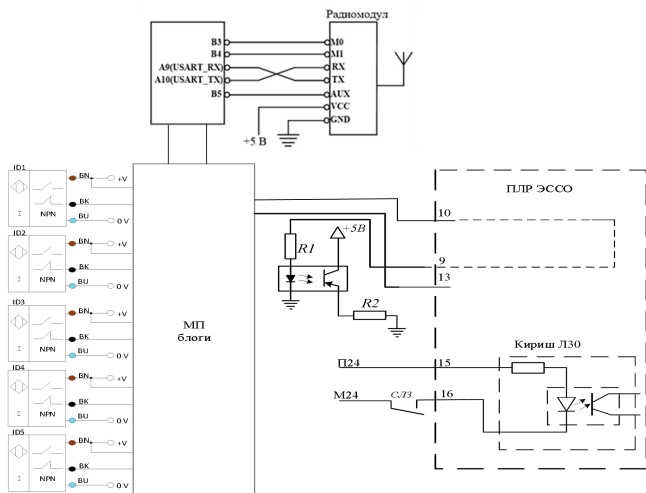 Радиомодул
B3
M0
B4
M1
A9(USART_RX)
RX
A10(USART_TX)
TX
B5
AUX
VCC
GND
+5 В
ID1
BN
+V
BK
BU
0 V
I
NPN
ID2
BN
+V
BK
BU
0 V
I
NPN
ID3
BN
+V
BK
BU
0 V
I
NPN
ID4
BN
+V
BK
BU
0 V
I
NPN
ID5
BN
+V
BK
BU
0 V
I
NPN
МП
блоги
ПЛР ЭССО
10
9
13
+5В
R1
R2
Кириш Л30
П24
15
М24
СЛЗ
16